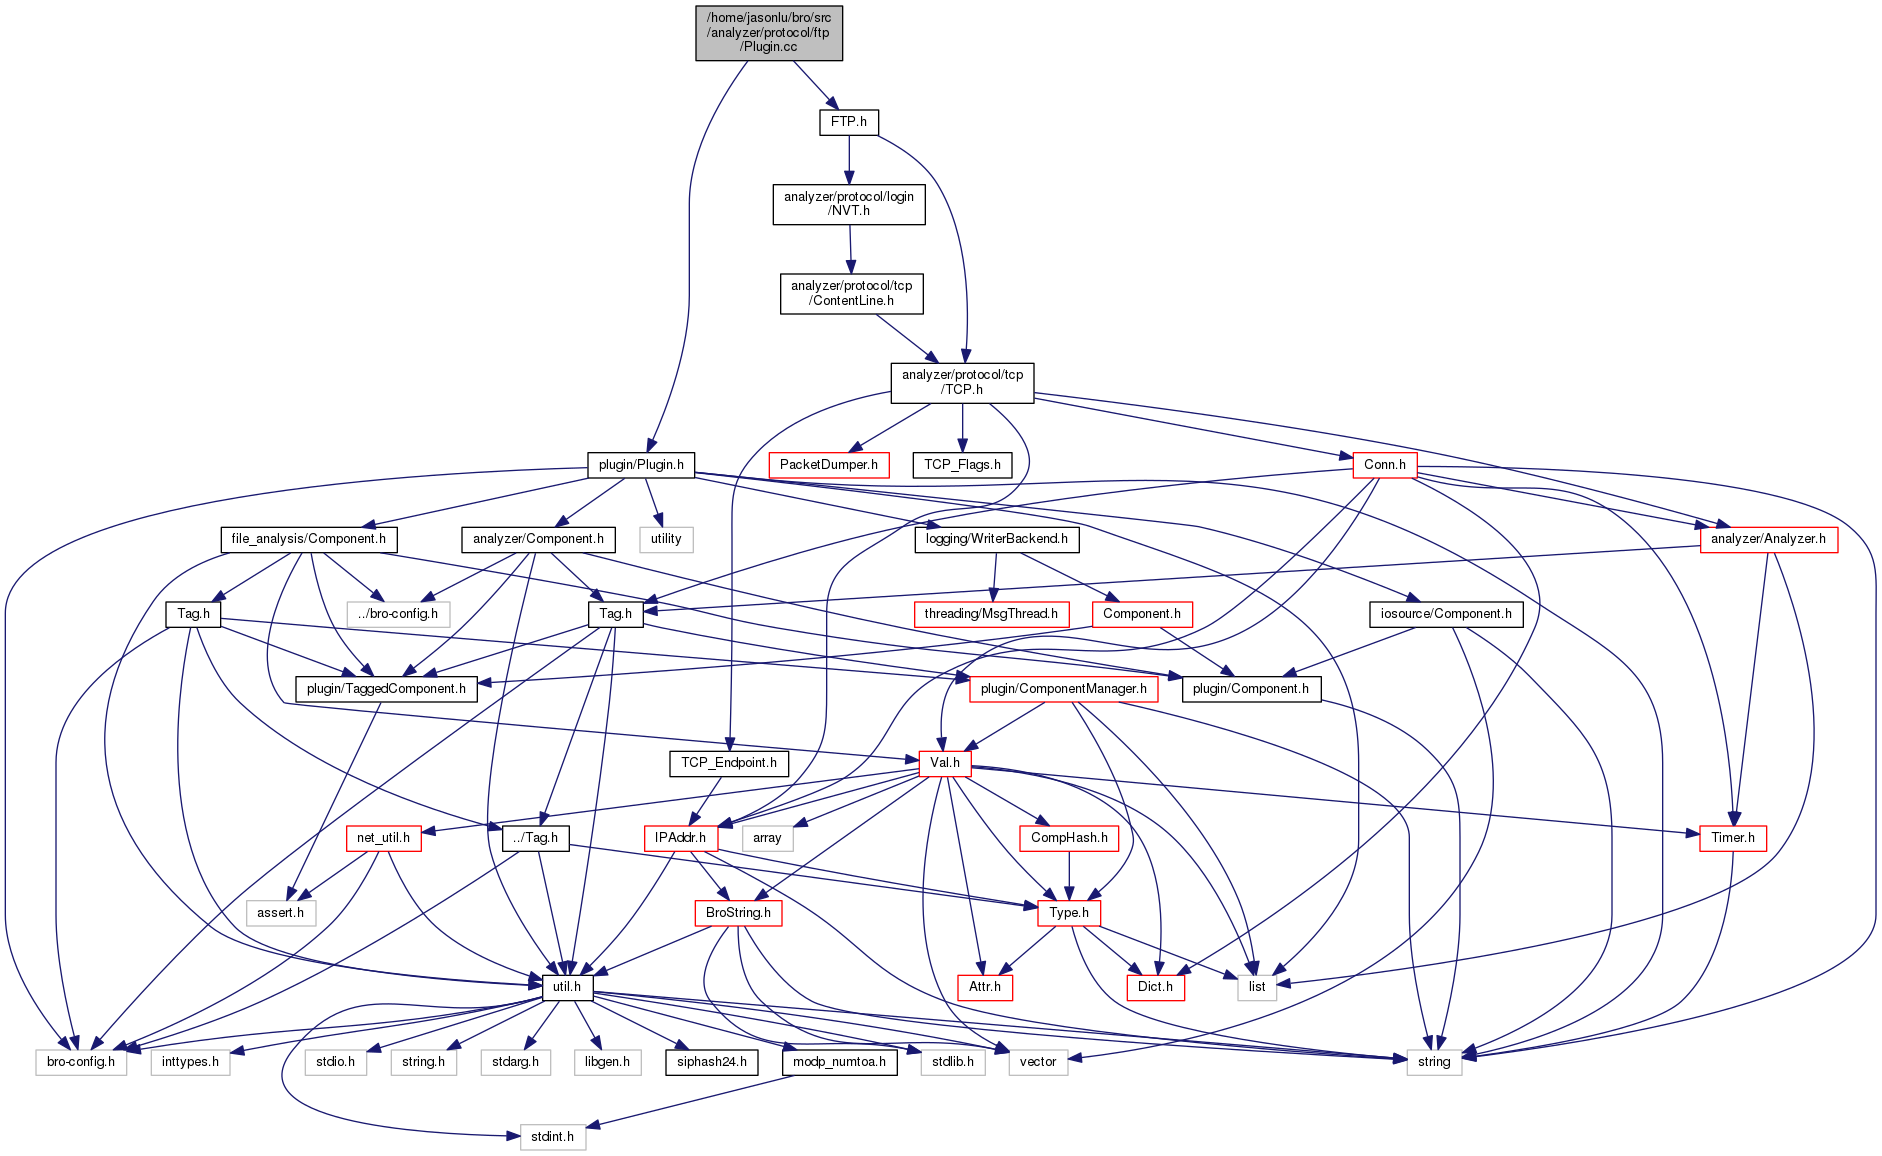 /home/jasonlu/bro/src
/analyzer/protocol/ftp
/Plugin.cc
FTP.h
analyzer/protocol/login
/NVT.h
analyzer/protocol/tcp
/ContentLine.h
analyzer/protocol/tcp
/TCP.h
plugin/Plugin.h
PacketDumper.h
TCP_Flags.h
Conn.h
file_analysis/Component.h
analyzer/Component.h
utility
logging/WriterBackend.h
analyzer/Analyzer.h
Tag.h
../bro-config.h
Tag.h
threading/MsgThread.h
Component.h
iosource/Component.h
plugin/TaggedComponent.h
plugin/ComponentManager.h
plugin/Component.h
TCP_Endpoint.h
Val.h
net_util.h
../Tag.h
IPAddr.h
array
CompHash.h
Timer.h
assert.h
BroString.h
Type.h
util.h
Attr.h
Dict.h
list
bro-config.h
inttypes.h
stdio.h
string.h
stdarg.h
libgen.h
siphash24.h
modp_numtoa.h
stdlib.h
vector
string
stdint.h